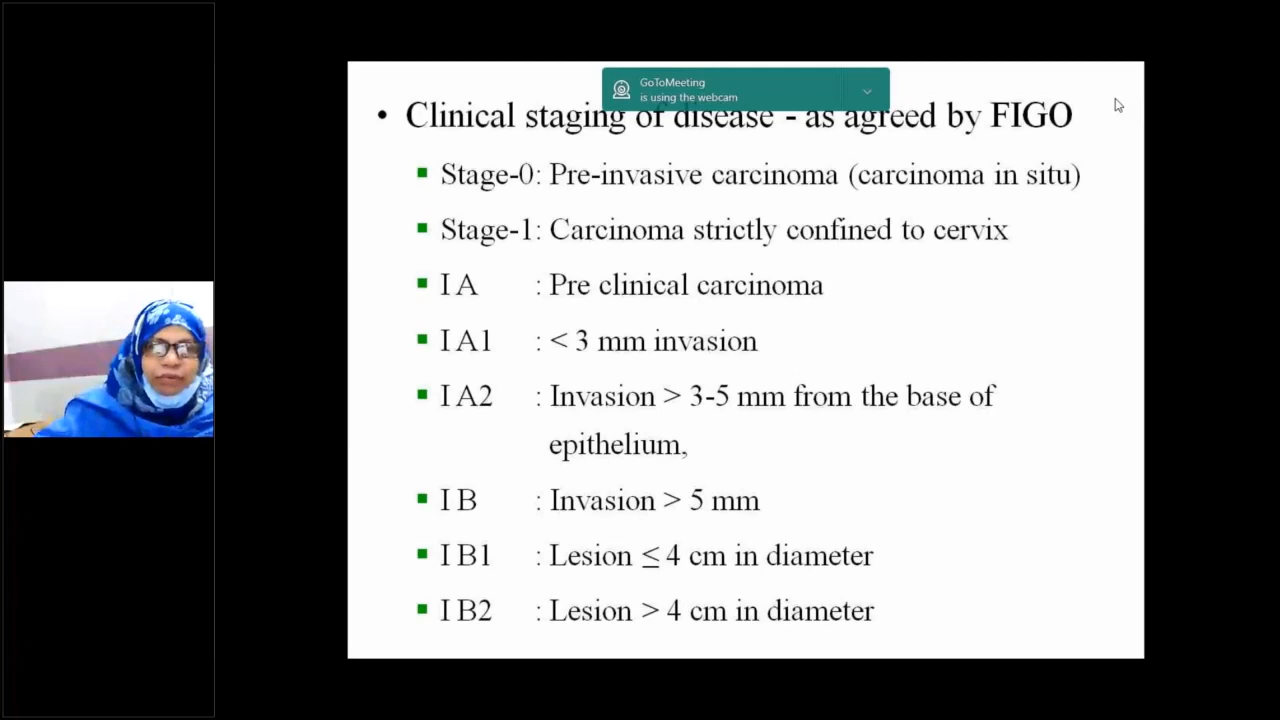 GoToMeeting
is using the webcam
• Clinical staging of disease - as agreed by FIGO
▪ Stage-0: Pre-invasive carcinoma (carcinoma in situ)
▪ Stage-1: Carcinoma strictly confined to cervix
▪ I A : Pre clinical carcinoma
▪ I A1 : < 3 mm invasion
▪ I A2 : Invasion > 3-5 mm from the base of
epithelium,
▪ I B : Invasion > 5 mm
▪ I B1 : Lesion ≤ 4 cm in diameter
▪ I B2 : Lesion > 4 cm in diameter